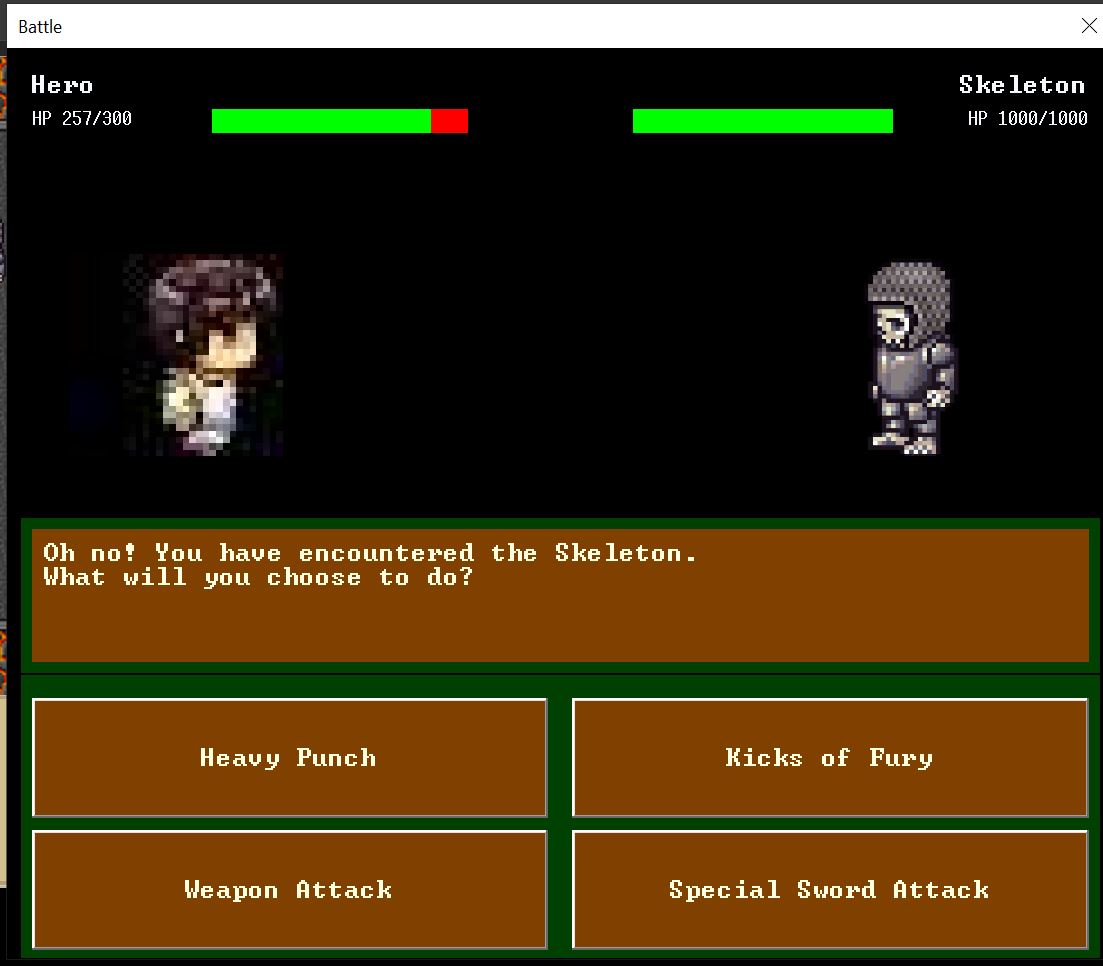 Battle
Hero
Skeleton
HP 257/300
HP 1000/1000
Oh no! You have encountered the Skeleton.
What will you choose to do?
Heavy Punch
Kicks of Fury
Weapon Attack
Special Sword Attack